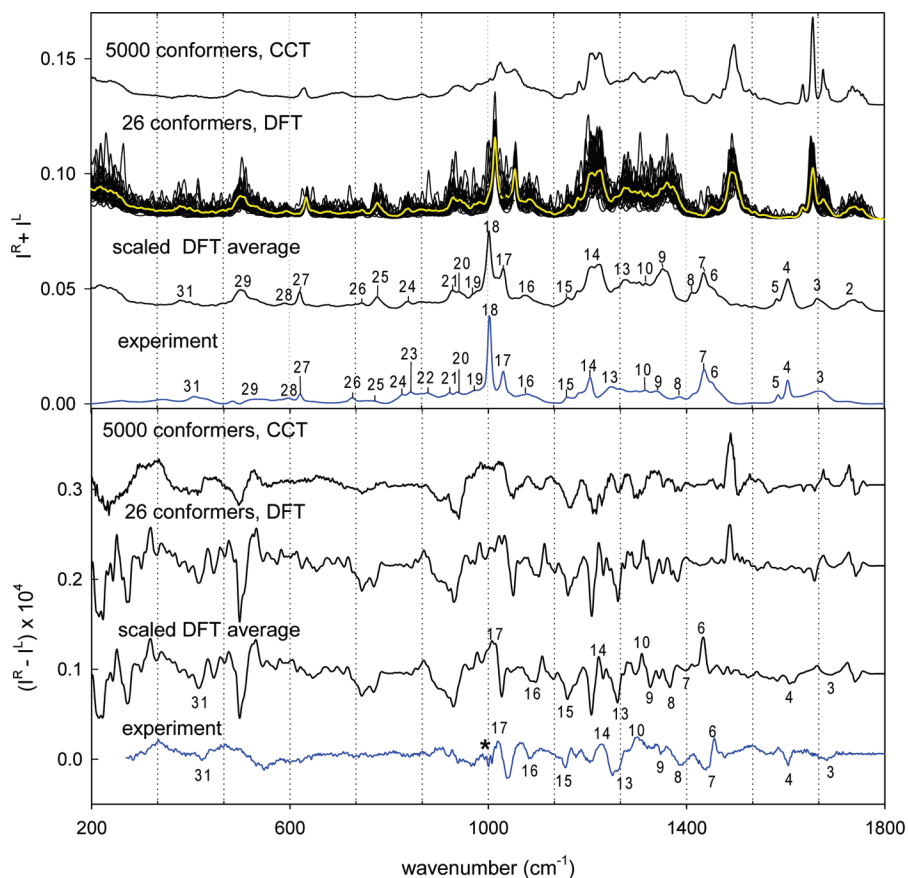 0.15
5000 conformers, CCT
26 conformers, DFT
0.10
I^R+ I^L
scaled DFT average
18
31 29 28 27 26 25 24 21 20 19 17 16 15 14 13 10 9 8 7 6 5 4 3 2
0.05
experiment
18
31 29 28 27 26 25 24 23 22 21 20 19 17 16 15 14 13 10 9 8 7 6 5 4 3
0.00
5000 conformers, CCT
0.3
26 conformers, DFT
0.2
(I^R - I^L) x 10^4
scaled DFT average
31 17 16 15 14 13 10 9 8 7 6 4 3
0.1
experiment
31 * 17 16 15 14 13 10 9 8 7 6 4 3
0.0
200 600 1000 1400 1800
wavenumber (cm^-1)